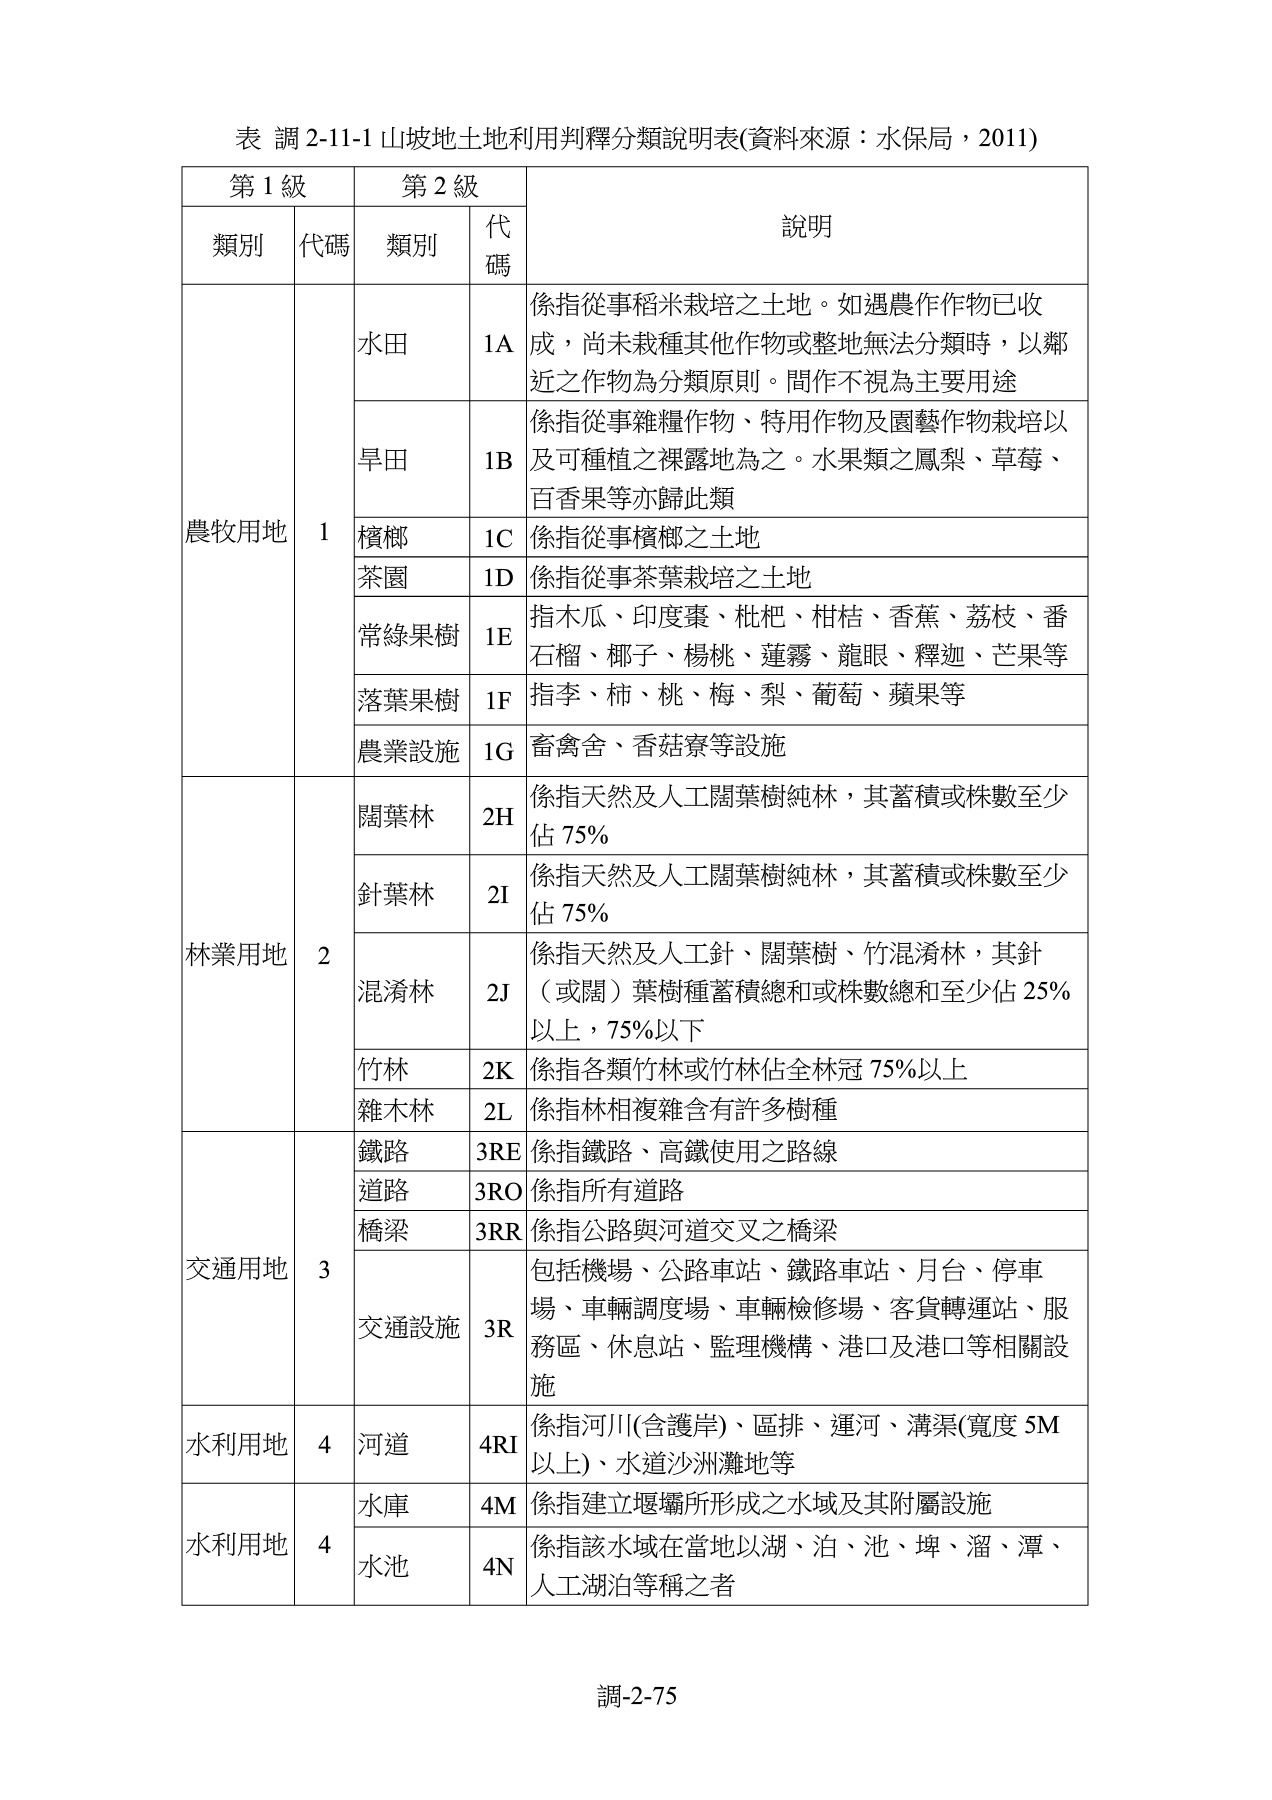 表 調 2-11-1 山坡地土地利用判釋分類說明表(資料來源：水保局，2011)
第 1 級 第 2 級 說明
類別 代碼 類別 代
碼
農牧用地 1
水田 1A
係指從事稻米栽培之土地。如遇農作作物已收
成，尚未栽種其他作物或整地無法分類時，以鄰
近之作物為分類原則。間作不視為主要用途
旱田 1B
係指從事雜糧作物、特用作物及園藝作物栽培以
及可種植之裸露地為之。水果類之鳳梨、草莓、
百香果等亦歸此類
檳榔 1C 係指從事檳榔之土地
茶園 1D 係指從事茶葉栽培之土地
常綠果樹 1E
指木瓜、印度棗、枇杷、柑桔、香蕉、荔枝、番
石榴、椰子、楊桃、蓮霧、龍眼、釋迦、芒果等
落葉果樹 1F 指李、柿、桃、梅、梨、葡萄、蘋果等
農業設施 1G 畜禽舍、香菇寮等設施
林業用地 2
闊葉林 2H
係指天然及人工闊葉樹純林，其蓄積或株數至少
佔 75%
針葉林 2I
係指天然及人工闊葉樹純林，其蓄積或株數至少
佔 75%
混淆林 2J
係指天然及人工針、闊葉樹、竹混淆林，其針
（或闊）葉樹種蓄積總和或株數總和至少佔 25%
以上，75%以下
竹林 2K 係指各類竹林或竹林佔全林冠 75%以上
雜木林 2L 係指林相複雜含有許多樹種
交通用地 3
鐵路 3RE 係指鐵路、高鐵使用之路線
道路 3RO 係指所有道路
橋梁 3RR 係指公路與河道交叉之橋梁
交通設施 3R
包括機場、公路車站、鐵路車站、月台、停車
場、車輛調度場、車輛檢修場、客貨轉運站、服
務區、休息站、監理機構、港口及港口等相關設
施
水利用地 4 河道 4RI
係指河川(含護岸)、區排、運河、溝渠(寬度 5M
以上)、水道沙洲灘地等
水利用地 4
水庫 4M 係指建立堰壩所形成之水域及其附屬設施
水池 4N
係指該水域在當地以湖、泊、池、埤、溜、潭、
人工湖泊等稱之者
調-2-75